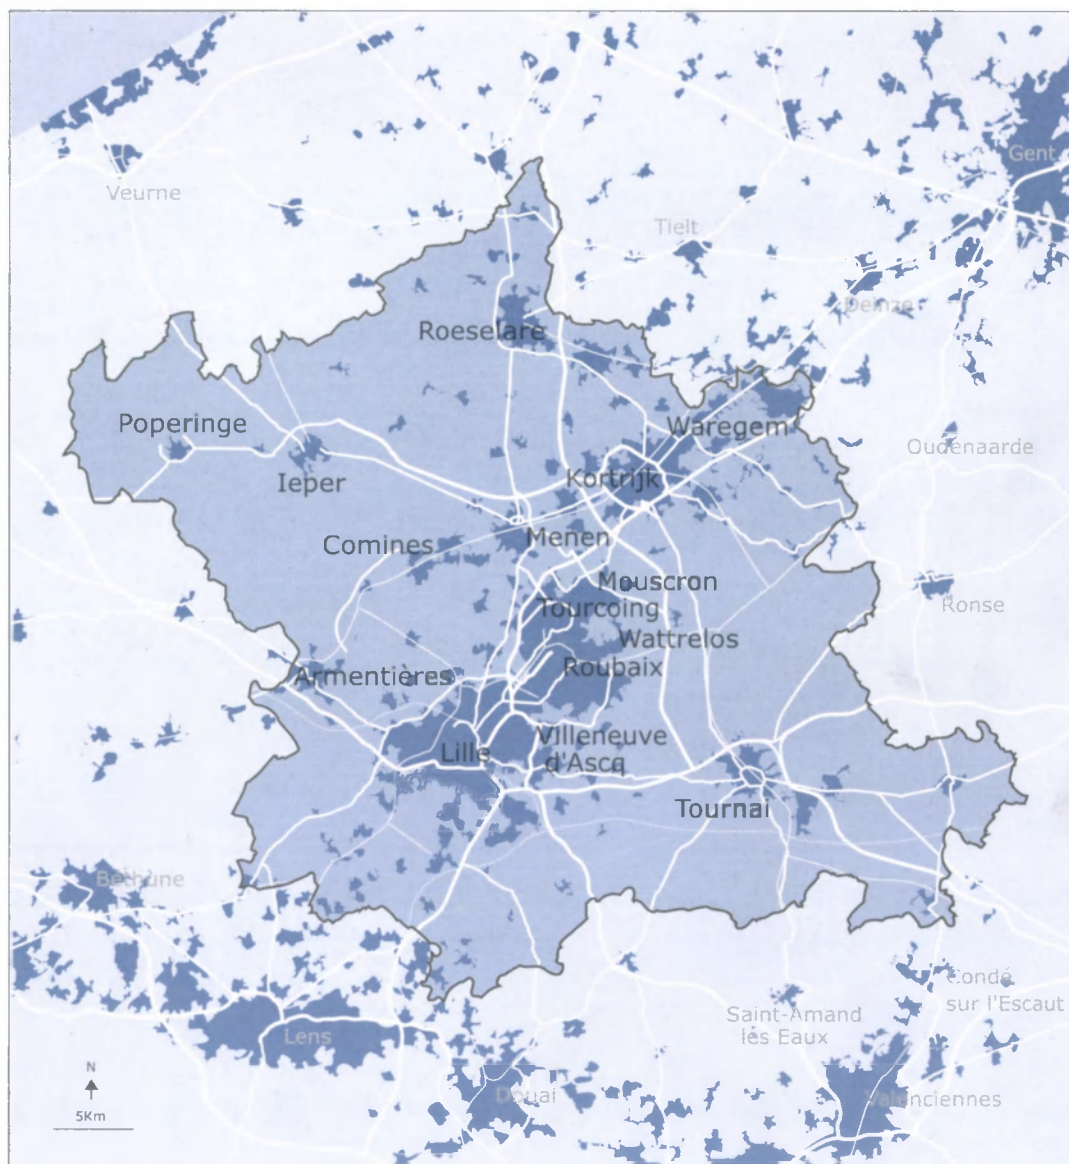 Gent
Veurne
Tielt
Deinze
Roeselare
Poperinge
Waregem
Oudenaarde
Ieper
Kortrijk
Comines
Menen
Mouscron
Ronse
Tourcoing
Wattrelos
Roubaix
Armentières
Villeneuve
d'Ascq
Lille
Tournai
Béthune
Condé
sur l'Escaut
Saint-Amand
les Eaux
Lens
N
Douai
Valenciennes
5Km